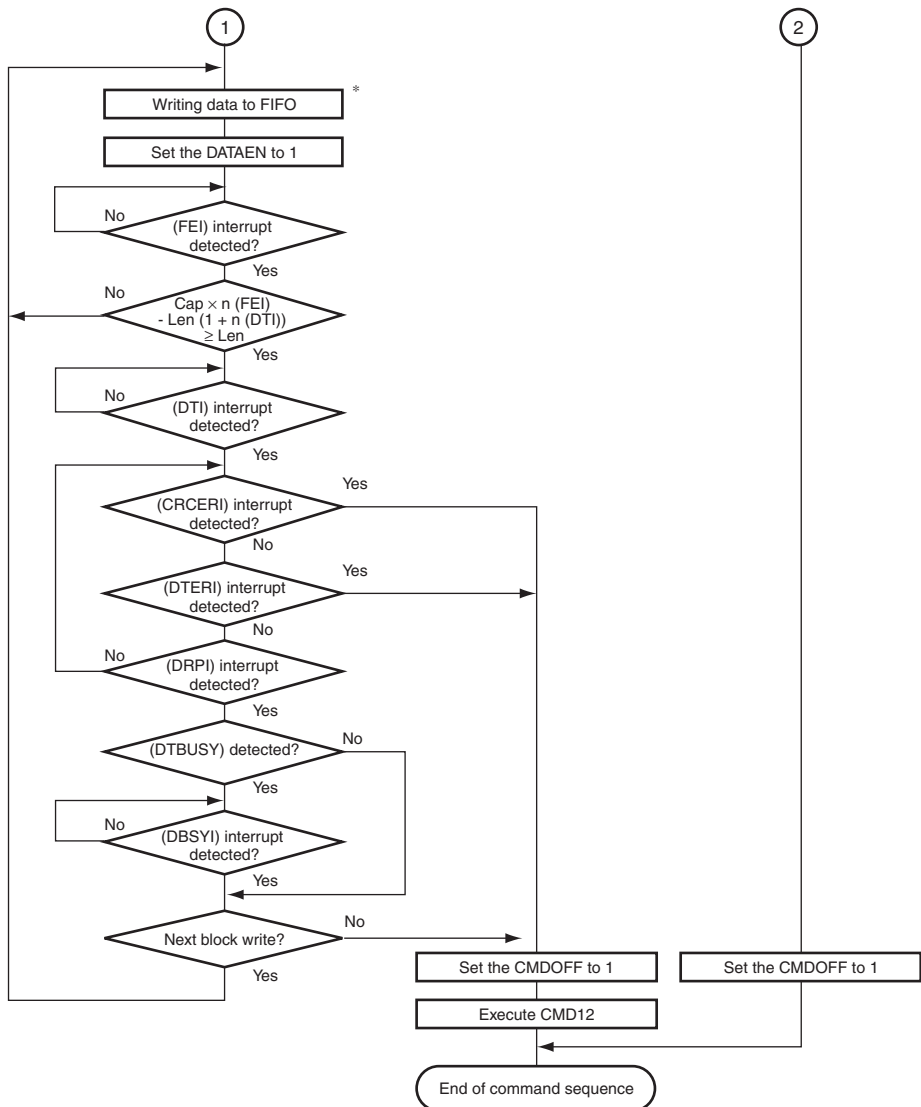 1
2
Writing data to FIFO
*
Set the DATAEN to 1
No
(FEI) interrupt
detected?
Yes
No
Cap × n (FEI)
- Len (1 + n (DTI))
≥ Len
Yes
No
(DTI) interrupt
detected?
Yes
Yes
(CRCERI) interrupt
detected?
No
Yes
(DTERI) interrupt
detected?
No
No
(DRPI) interrupt
detected?
Yes
No
(DTBUSY) detected?
Yes
No
(DBSYI) interrupt
detected?
Yes
No
Next block write?
Yes
Set the CMDOFF to 1
Set the CMDOFF to 1
Execute CMD12
End of command sequence